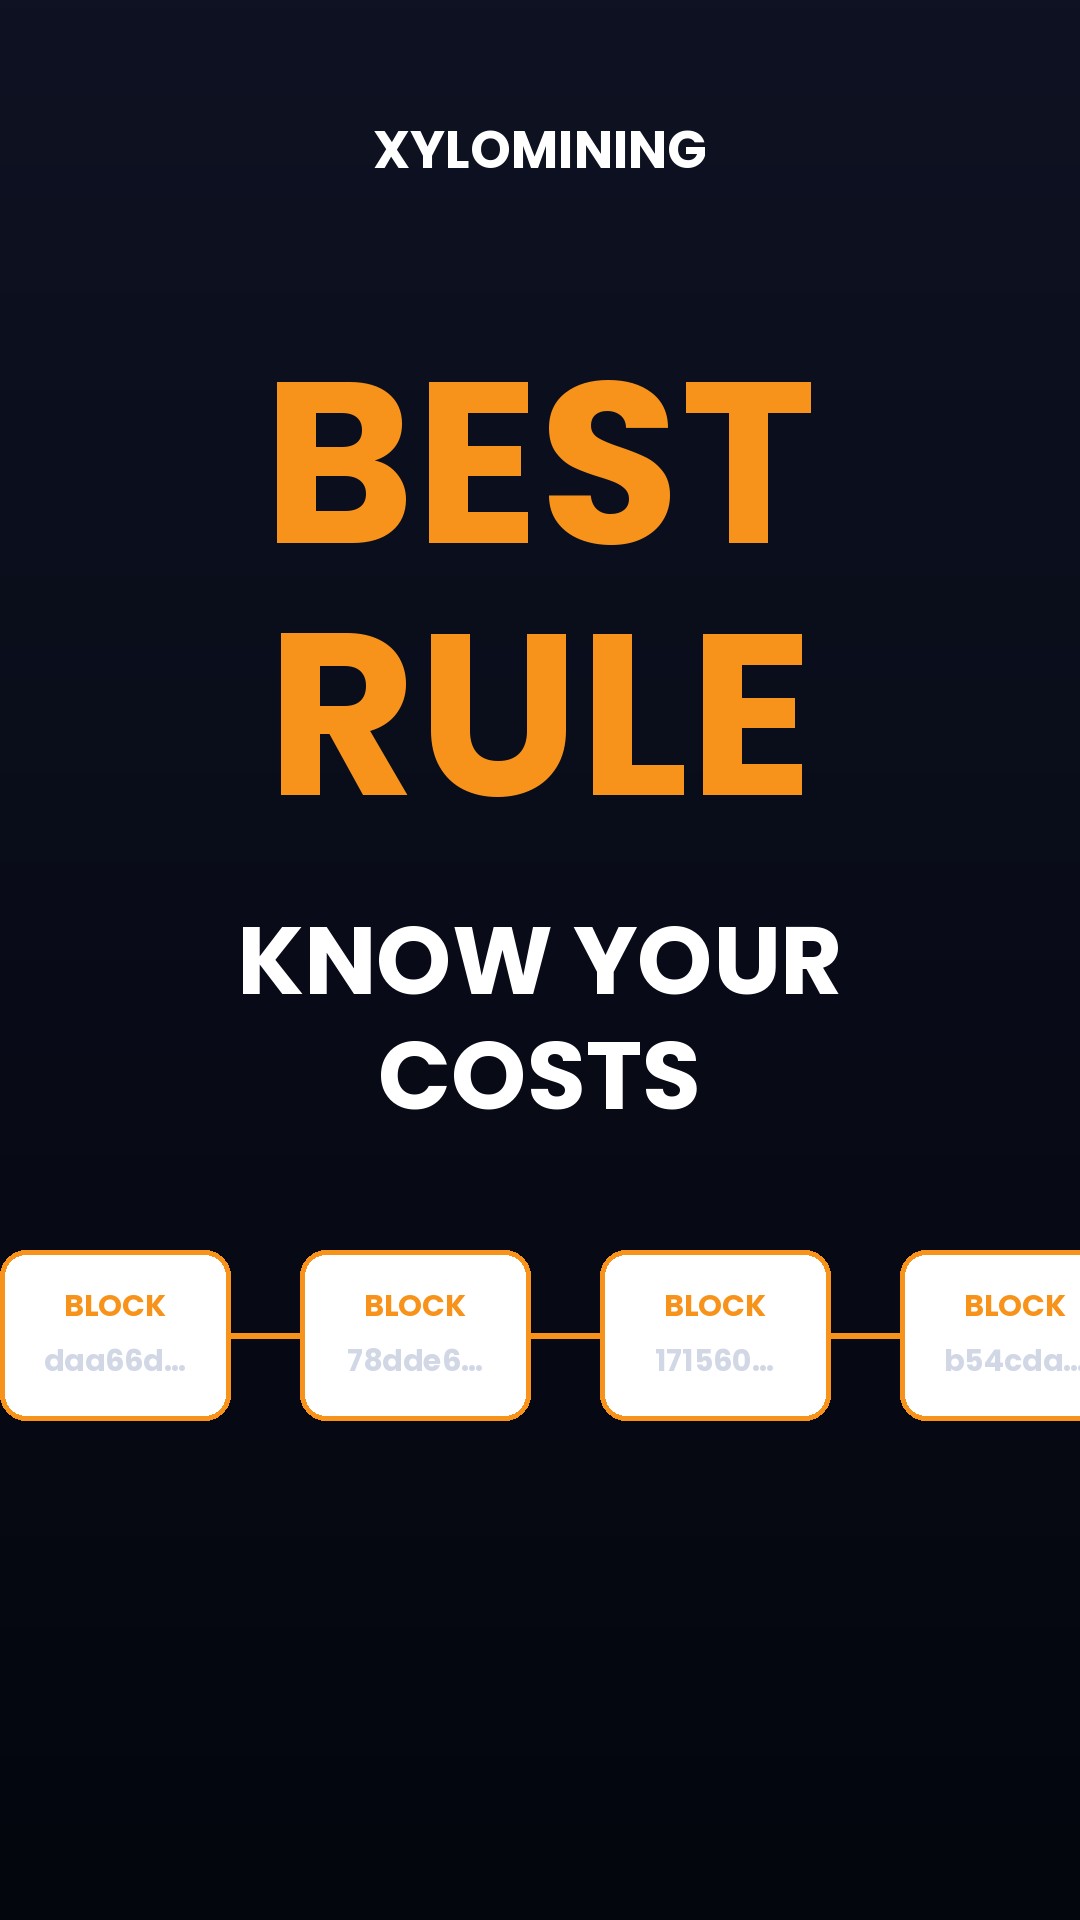 XYLOMINING
BEST
RULE
KNOW YOUR
COSTS
BLOCK BLOCK BLOCK BLOCK
daa66d... 78dde6... 171560... b54cda...